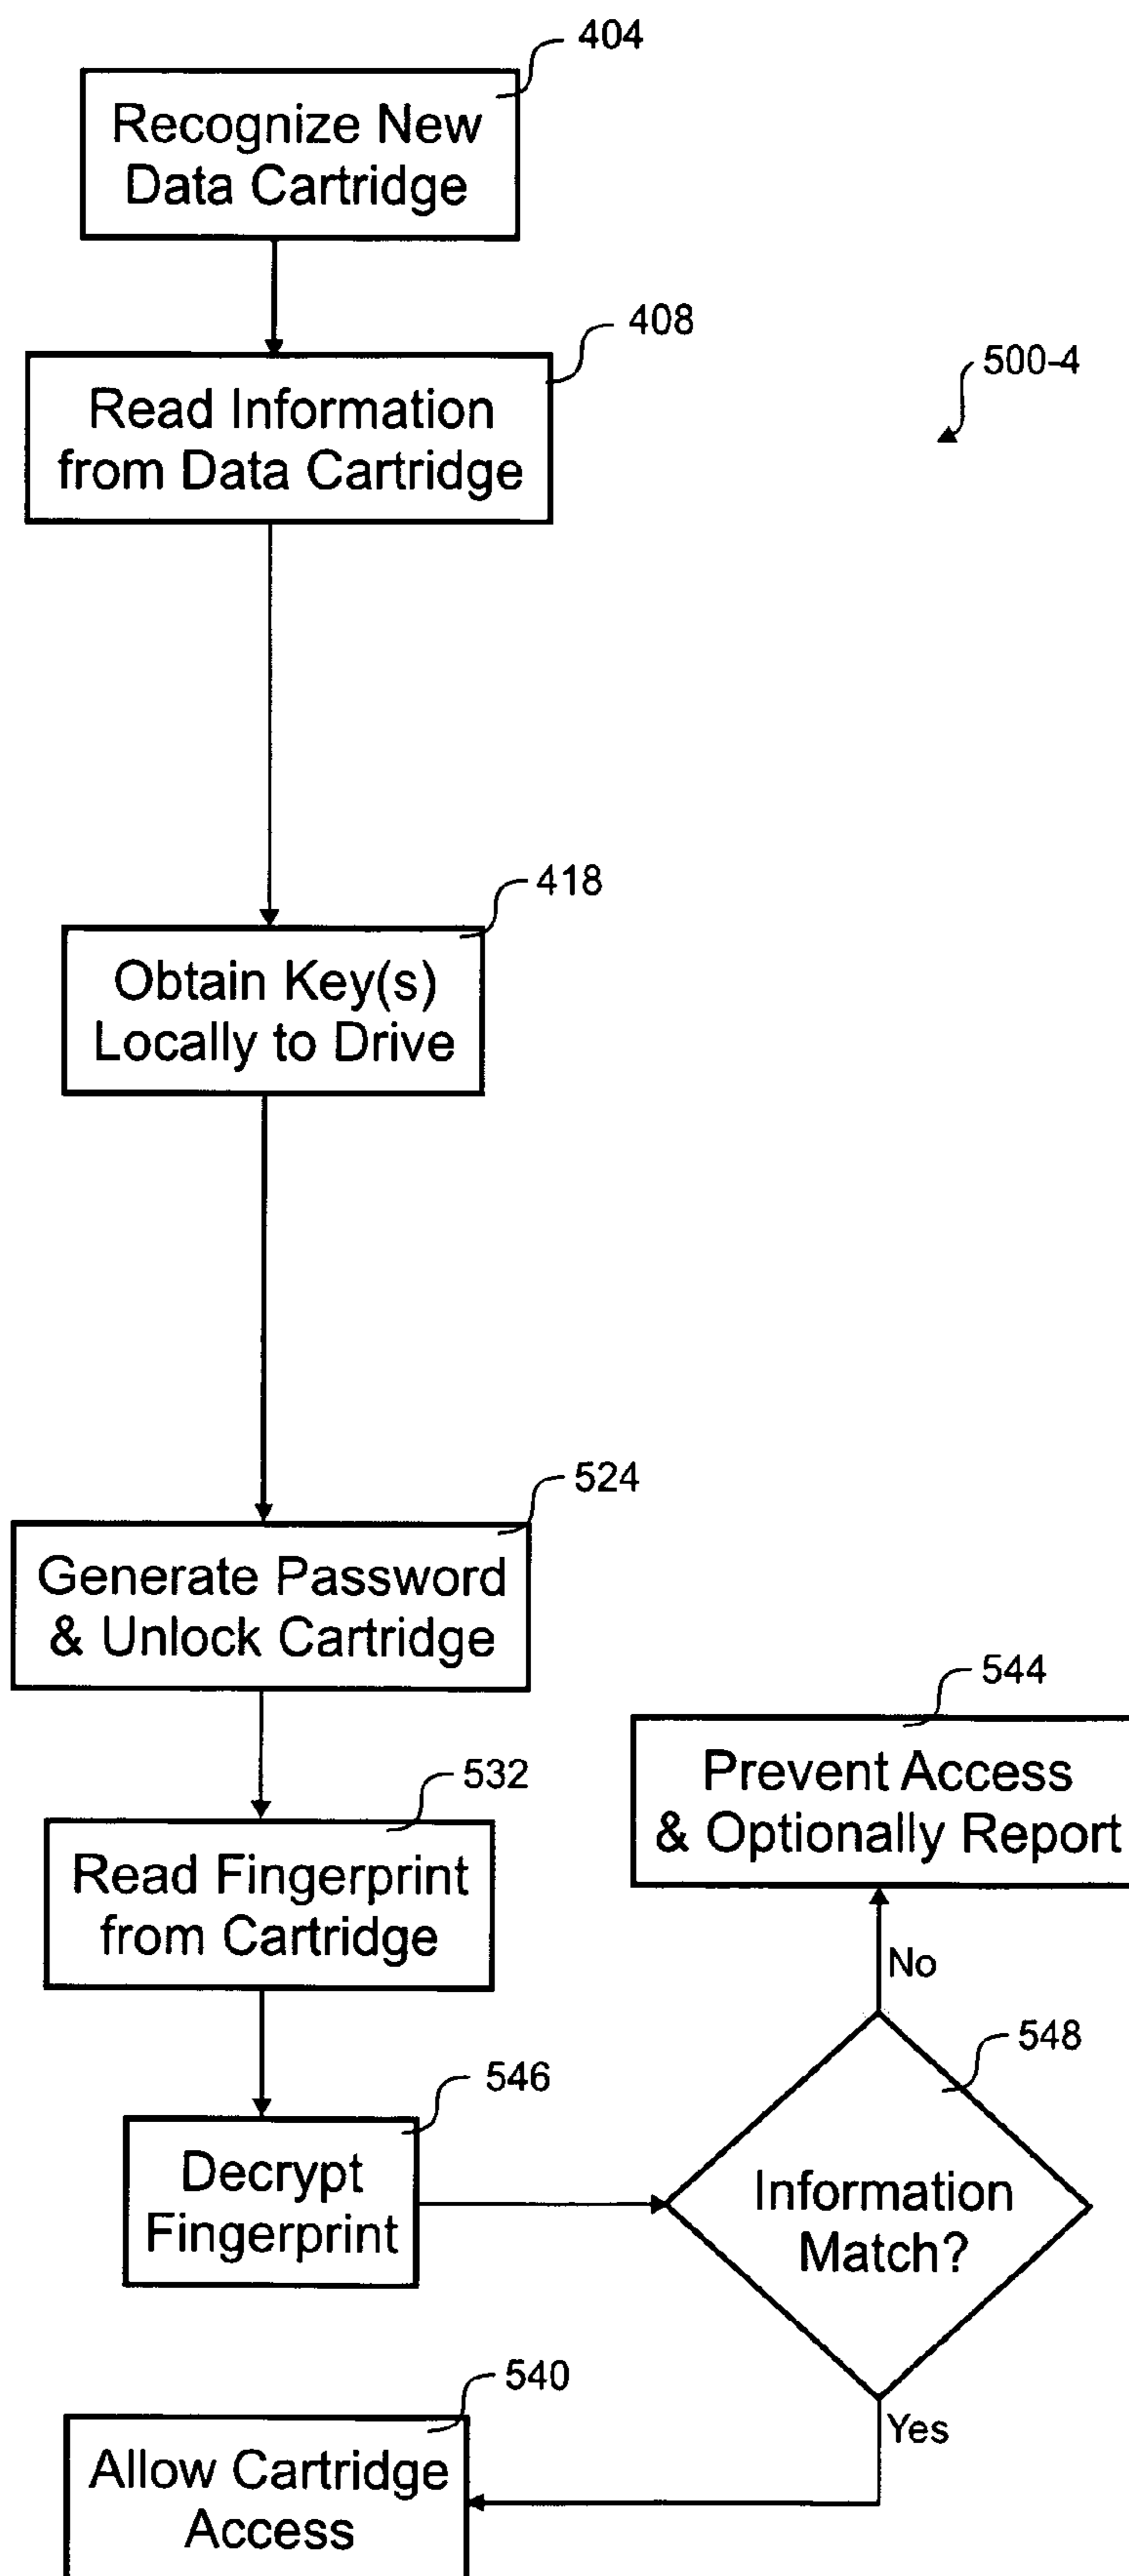 404
Recognize New
Data Cartridge
408
Read Information
from Data Cartridge
500-4
418
Obtain Key(s)
Locally to Drive
524
Generate Password
& Unlock Cartridge
544
Prevent Access
& Optionally Report
532
Read Fingerprint
from Cartridge
No
548
546
Decrypt
Fingerprint
Information
Match?
540
Yes
Allow Cartridge
Access